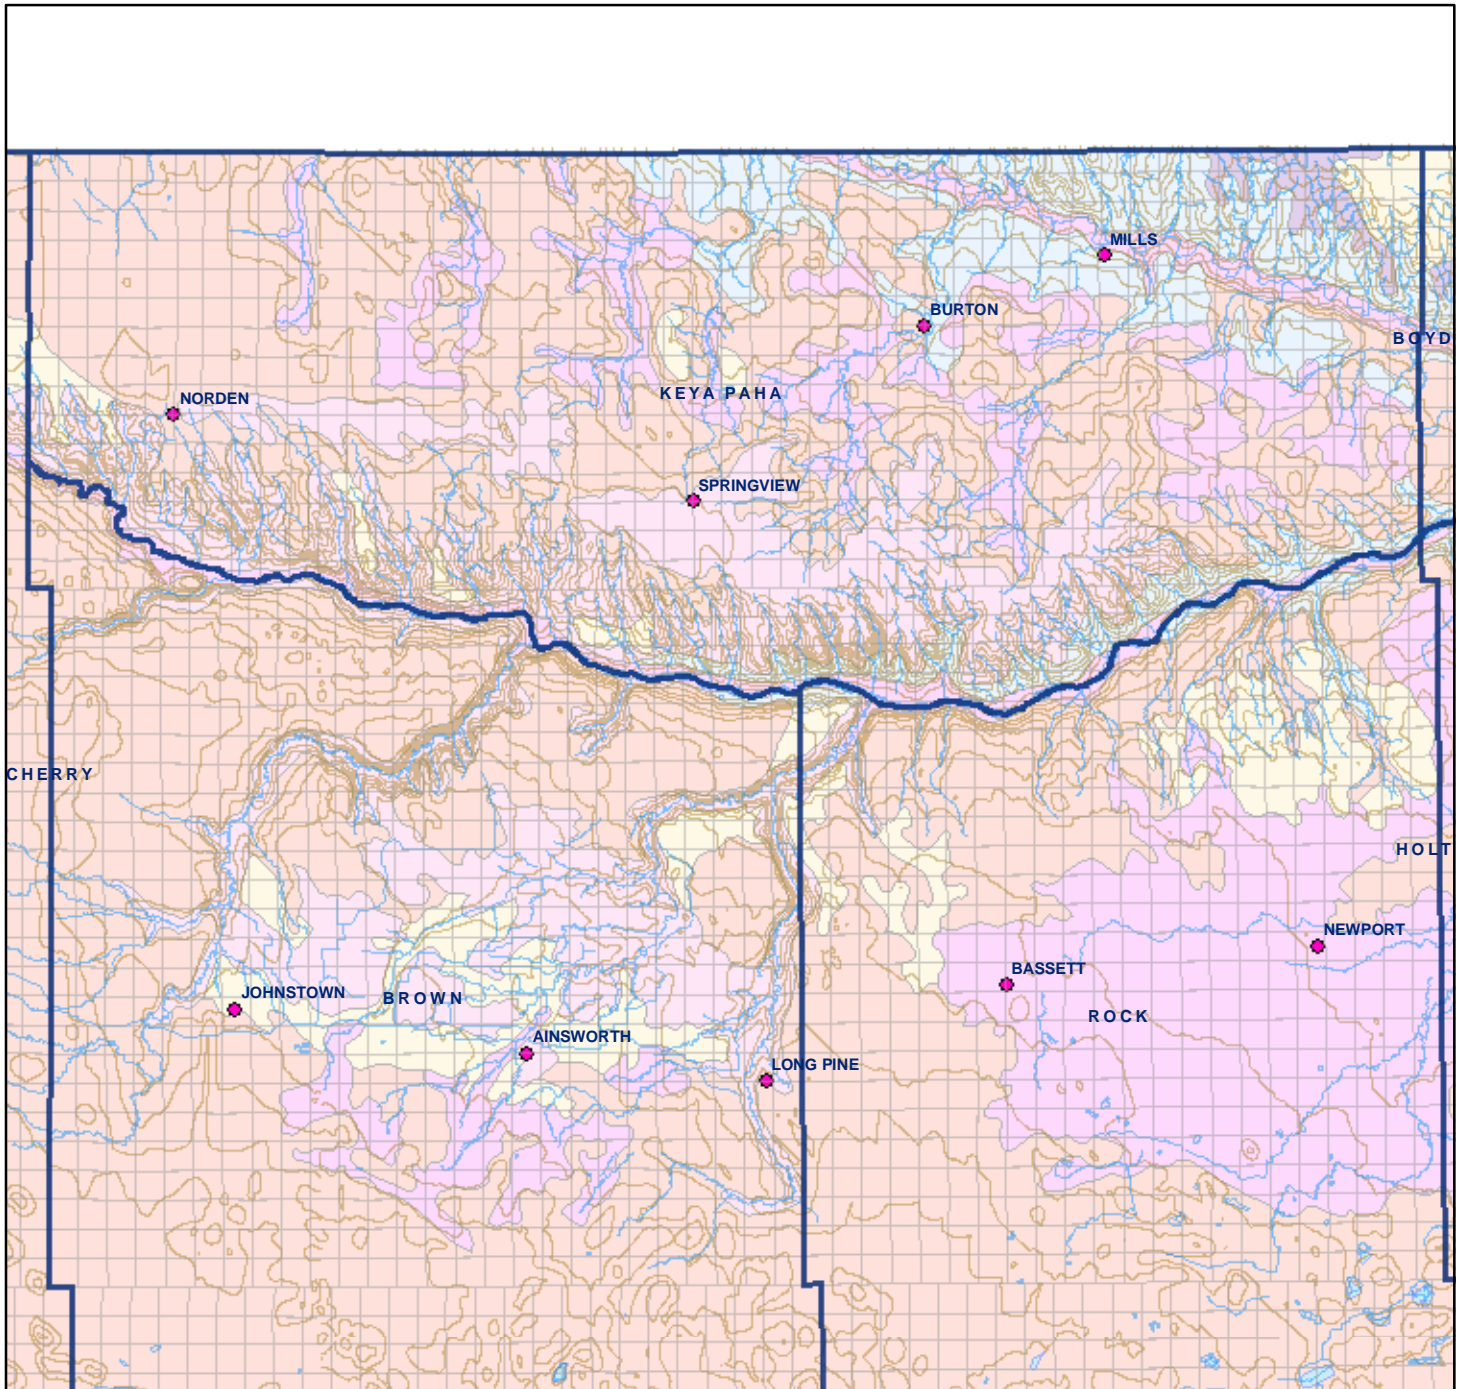 MILLS
BURTON
BOYD
KEYA PAHA
NORDEN
SPRINGVIEW
CHERRY
HOLT
NEWPORT
BASSETT
JOHNSTOWN
BROWN
ROCK
AINSWORTH
LONG PINE